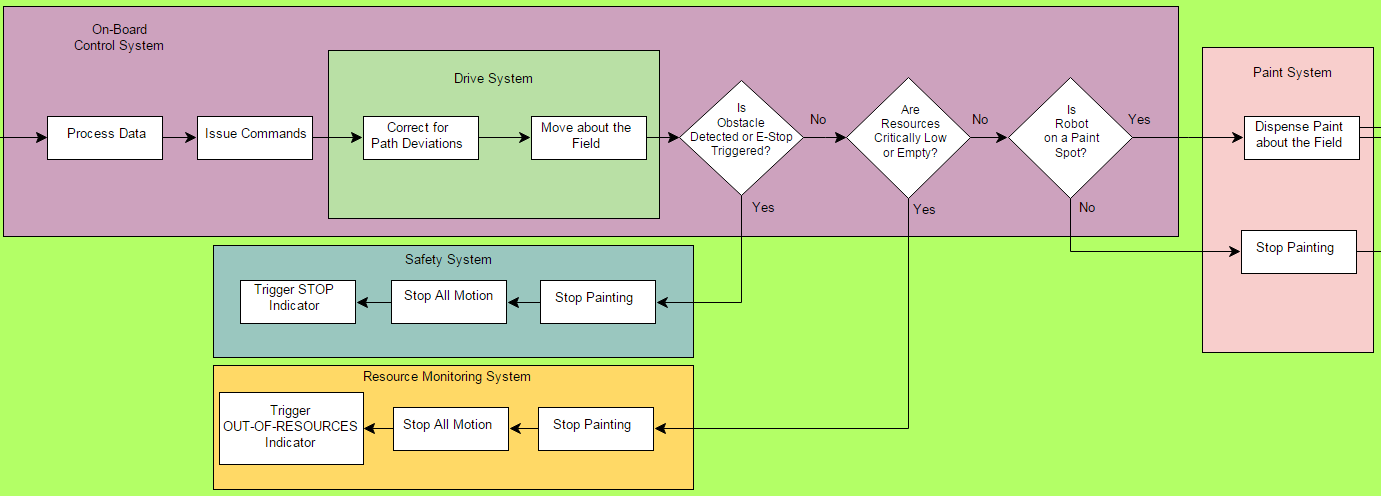 On-Board
Control System
Process Data
Issue Commands
Drive System
Correct for
Path Deviations
Move about the
Field
Is
Obstacle
Detected or E-Stop
Triggered?
No
Yes
Are
Resources
Critically Low
or Empty?
No
Yes
Is
Robot
on a Paint
Spot?
Yes
No
Paint System
Dispense Paint
about the Field
Stop Painting
Safety System
Trigger STOP
Indicator
Stop All Motion
Stop Painting
Resource Monitoring System
Trigger
OUT-OF-RESOURCES
Indicator
Stop All Motion
Stop Painting